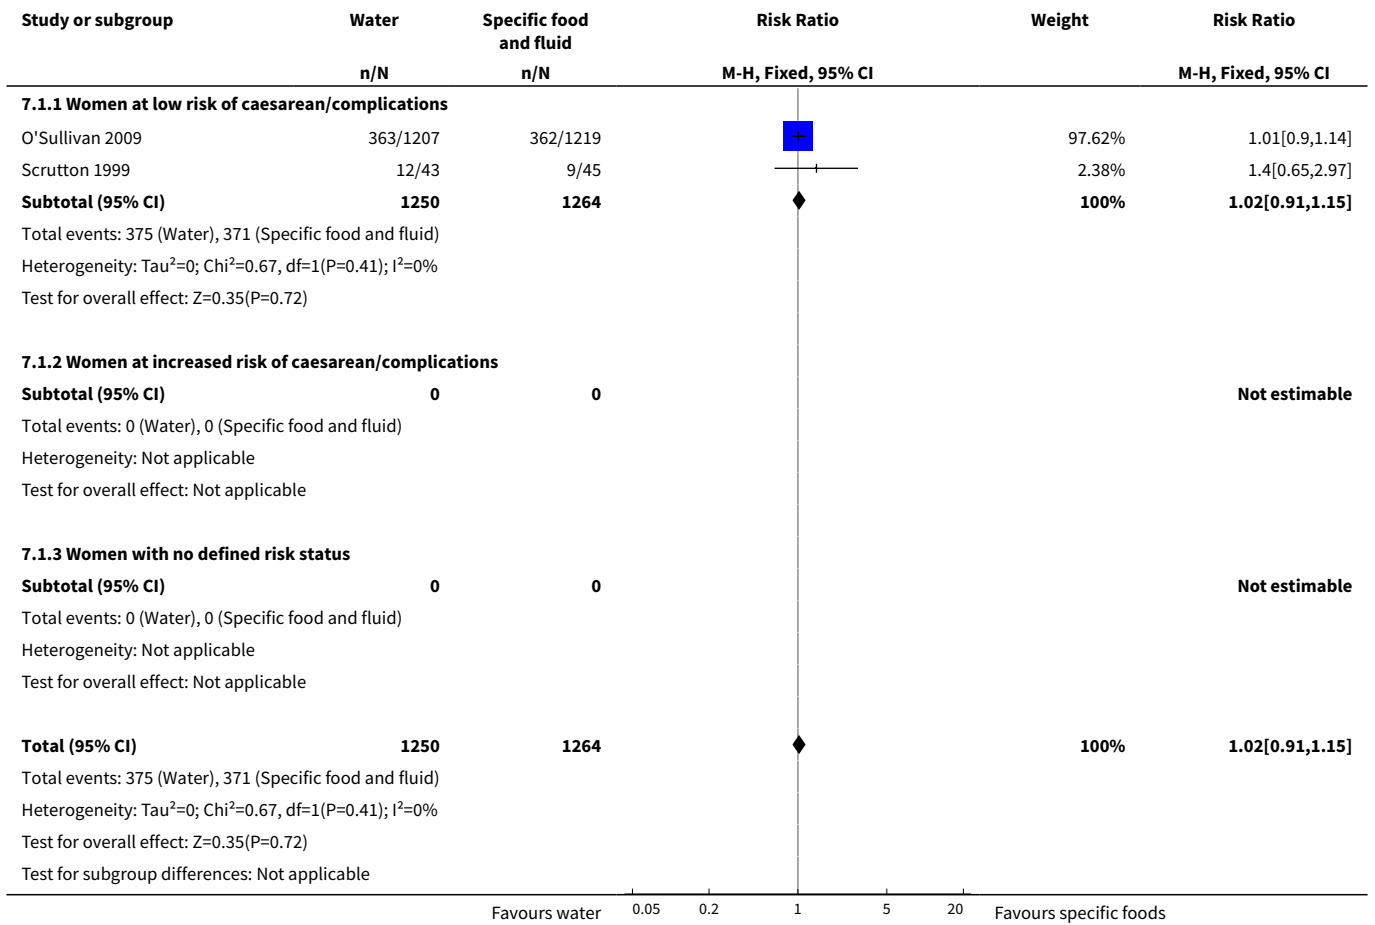 Study or subgroup Water Specific food and fluid Risk Ratio Weight Risk Ratio
n/N n/N M-H, Fixed, 95% CI M-H, Fixed, 95% CI
7.1.1 Women at low risk of caesarean/complications
O'Sullivan 2009 363/1207 362/1219 97.62% 1.01[0.9,1.14]
Scrutton 1999 12/43 9/45 2.38% 1.4[0.65,2.97]
Subtotal (95% CI) 1250 1264 100% 1.02[0.91,1.15]
Total events: 375 (Water), 371 (Specific food and fluid)
Heterogeneity: Tau²=0; Chi²=0.67, df=1(P=0.41); I²=0%
Test for overall effect: Z=0.35(P=0.72)
7.1.2 Women at increased risk of caesarean/complications
Subtotal (95% CI) 0 0 Not estimable
Total events: 0 (Water), 0 (Specific food and fluid)
Heterogeneity: Not applicable
Test for overall effect: Not applicable
7.1.3 Women with no defined risk status
Subtotal (95% CI) 0 0 Not estimable
Total events: 0 (Water), 0 (Specific food and fluid)
Heterogeneity: Not applicable
Test for overall effect: Not applicable
Total (95% CI) 1250 1264 100% 1.02[0.91,1.15]
Total events: 375 (Water), 371 (Specific food and fluid)
Heterogeneity: Tau²=0; Chi²=0.67, df=1(P=0.41); I²=0%
Test for overall effect: Z=0.35(P=0.72)
Test for subgroup differences: Not applicable
Favours water 0.05 0.2 1 5 20 Favours specific foods